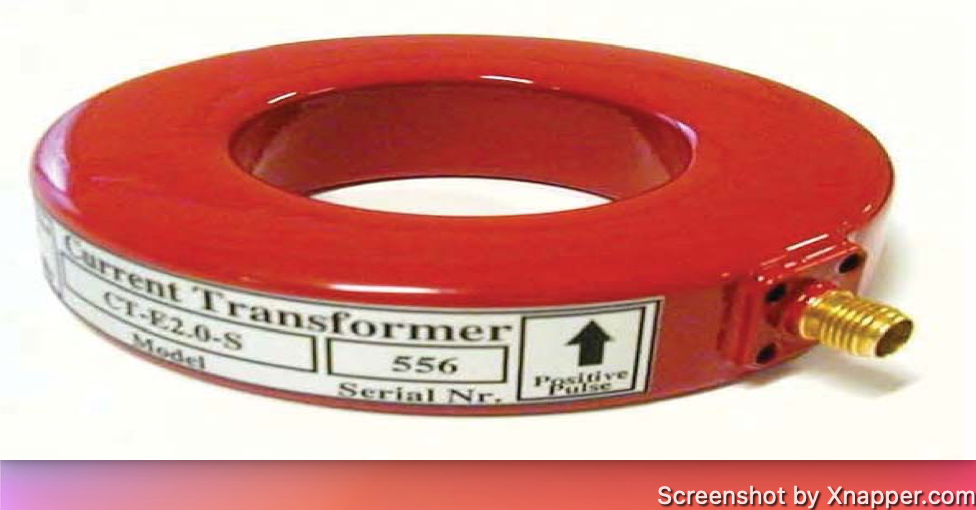 Current Transformer
CT-E2.0-S
Model
556
Serial Nr.
Positive
Pulse
Screenshot by Xnapper.com